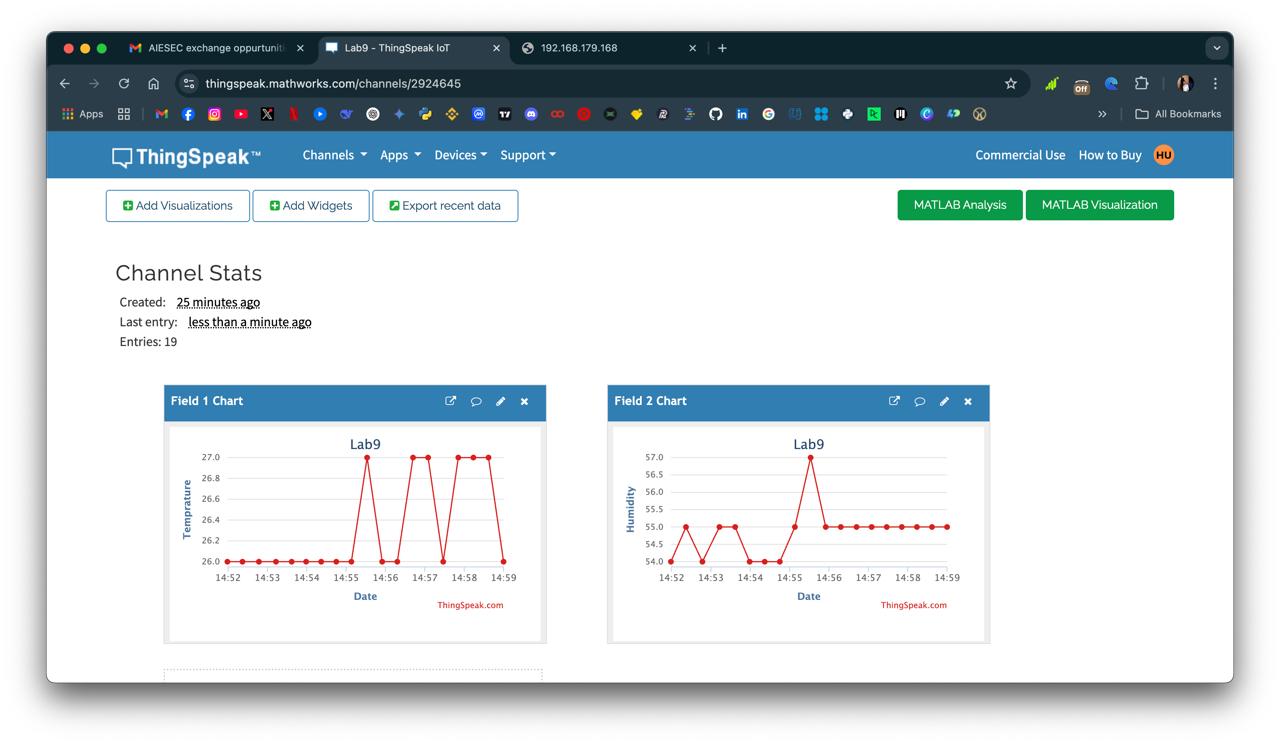 AIESEC exchange oppurtuniti
Lab9 - ThingSpeak IoT
192.168.179.168
thingspeak.mathworks.com/channels/2924645
Off
Apps
All Bookmarks
ThingSpeak™
Channels
Apps
Devices
Support
Commercial Use
How to Buy
HU
Add Visualizations
Add Widgets
Export recent data
MATLAB Analysis
MATLAB Visualization
Channel Stats
Created: 25 minutes ago
Last entry: less than a minute ago
Entries: 19
Field 1 Chart
Lab9
Temprature
27.0
26.8
26.6
26.4
26.2
26.0
14:52 14:53 14:54 14:55 14:56 14:57 14:58 14:59
Date
ThingSpeak.com
Field 2 Chart
Lab9
Humidity
57.0
56.5
56.0
55.5
55.0
54.5
54.0
14:52 14:53 14:54 14:55 14:56 14:57 14:58 14:59
Date
ThingSpeak.com